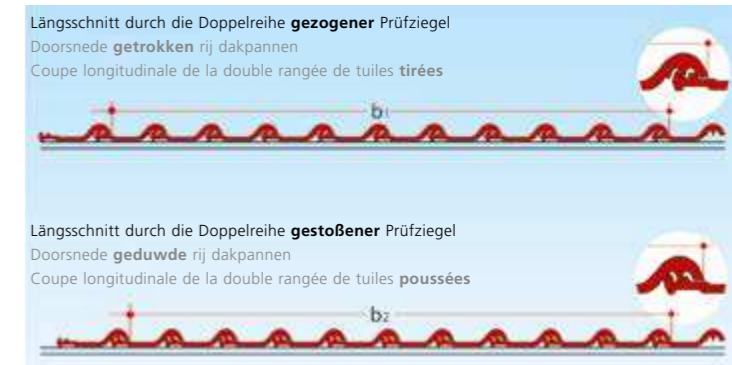 Längsschnitt durch die Doppelreihe gezogener Prüfziegel
Doorsnede getrokken rij dakpannen
Coupe longitudinale de la double rangée de tuiles tirées
b1
Längsschnitt durch die Doppelreihe gestoßener Prüfziegel
Doorsnede geduwde rij dakpannen
Coupe longitudinale de la double rangée de tuiles poussées
b2